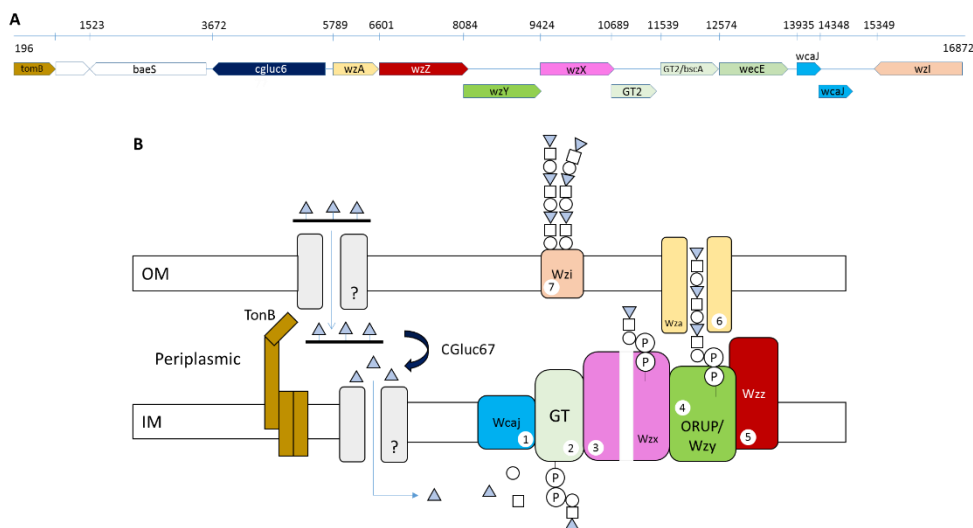 A
1523 3672 5789 6601 8084 9424 10689 11539 12574 13935 14348 15349
196 16872
wcaJ
tomB baeS cgluc6 wzA wzZ wzX GT2/bscA wecE wzI
wzY GT2 wcaJ
B
OM ? Wzi 7 Wza 6
TonB
Periplasmic CGluc67 P P P P
IM ? Wcaj 1 GT 2 3 Wzx 4 ORUP/ Wzy 5 Wzz
P
P